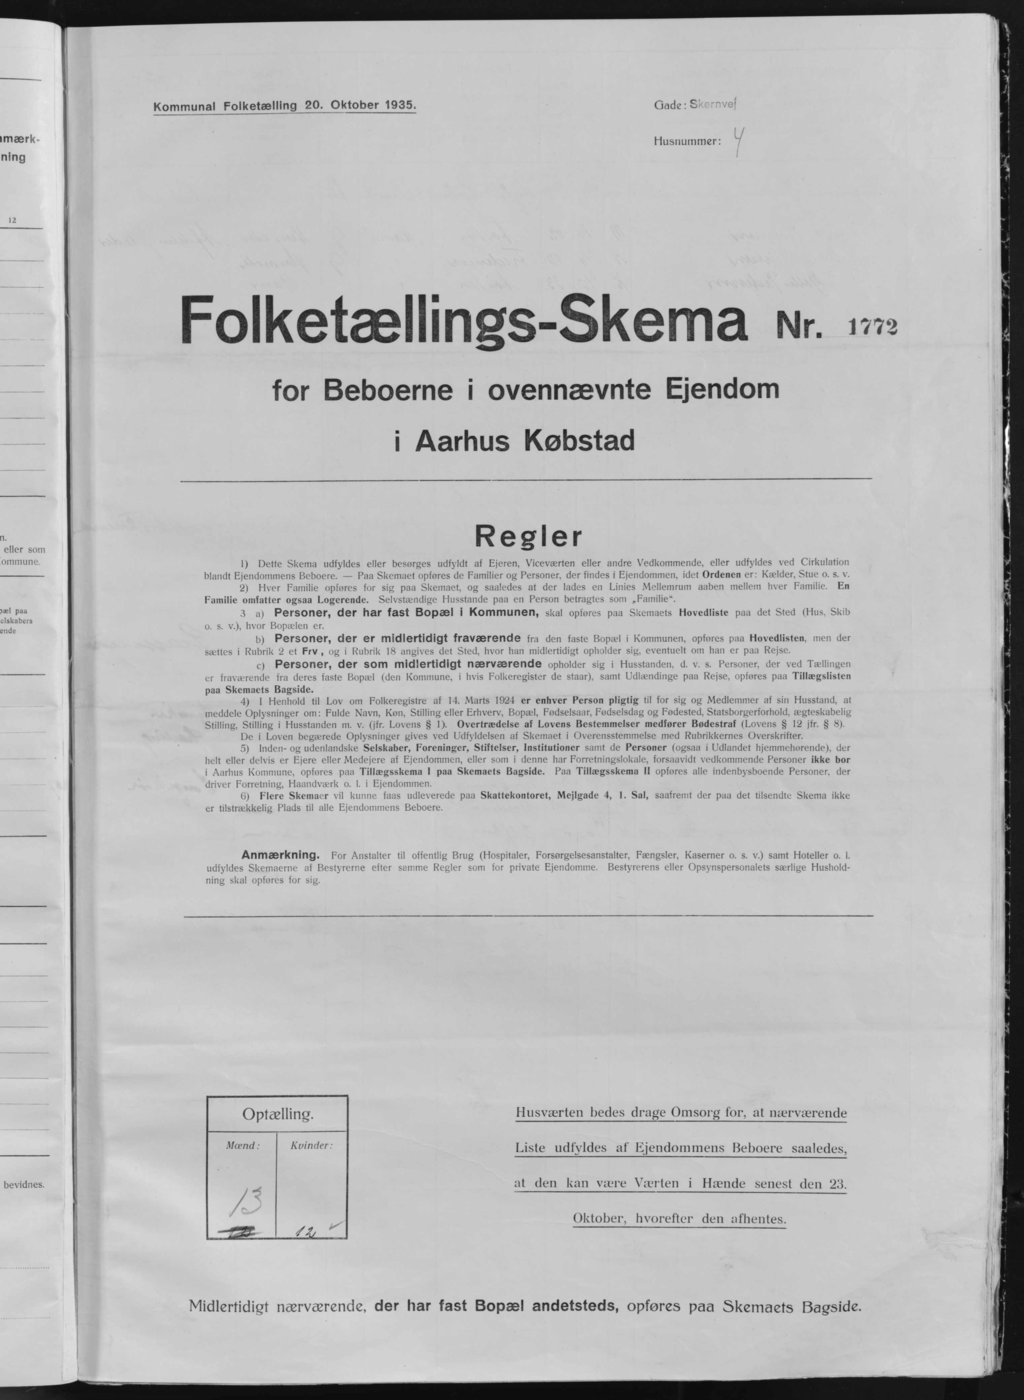 mærk-
ning
12
n.
eller som
ommune.
pæl paa
elskabers
ende
bevidnes.
Kommunal Folketælling 20. Oktober 1935.
Gade: Skernvej
Husnummer: 4
Folketællings-Skema Nr. 1772
for Beboerne i ovennævnte Ejendom
i Aarhus Købstad
Regler
1) Dette Skema udfyldes eller besørges udfyldt af Ejeren, Viceværten eller andre Vedkommende, eller udfyldes ved Cirkulation
blandt Ejendommens Beboere. — Paa Skemaet opføres de Familier og Personer, der findes i Ejendommen, idet Ordenen er: Kælder, Stue o. s. v.
2) Hver Familie opføres for sig paa Skemaet, og saaledes at der lades en Linies Mellemrum aaben mellem hver Familie. En
Familie omfatter ogsaa Logerende. Selvstændige Husstande paa en Person betragtes som „Familie“.
3 a) Personer, der har fast Bopæl i Kommunen, skal opføres paa Skemaets Hovedliste paa det Sted (Hus, Skib
o. s. v.), hvor Bopælen er.
b) Personer, der er midlertidigt fraværende fra den faste Bopæl i Kommunen, opføres paa Hovedlisten, men der
sættes i Rubrik 2 et Frv, og i Rubrik 18 angives det Sted, hvor han midlertidigt opholder sig, eventuelt om han er paa Rejse.
c) Personer, der som midlertidigt nærværende opholder sig i Husstanden, d. v. s. Personer, der ved Tællingen
er fraværende fra deres faste Bopæl (den Kommune, i hvis Folkeregister de staar), samt Udlændinge paa Rejse, opføres paa Tillægslisten
paa Skemaets Bagside.
4) I Henhold til Lov om Folkeregistre af 14. Marts 1924 er enhver Person pligtig til for sig og Medlemmer af sin Husstand, at
meddele Oplysninger om: Fulde Navn, Køn, Stilling eller Erhverv, Bopæl, Fødselsaar, Fødselsdag og Fødested, Statsborgerforhold, ægteskabelig
Stilling, Stilling i Husstanden m. v. (jfr. Lovens § 1). Overtrædelse af Lovens Bestemmelser medfører Bødestraf (Lovens § 12 jfr. § 8).
De i Loven begærede Oplysninger gives ved Udfyldelsen af Skemaet i Overensstemmelse med Rubrikkernes Overskrifter.
5) Inden- og udenlandske Selskaber, Foreninger, Stiftelser, Institutioner samt de Personer (ogsaa i Udlandet hjemmehørende), der
helt eller delvis er Ejere eller Medejere af Ejendommen, eller som i denne har Forretningslokale, forsaavidt vedkommende Personer ikke bor
i Aarhus Kommune, opføres paa Tillægsskema I paa Skemaets Bagside. Paa Tillægsskema II opføres alle indenbysboende Personer, der
driver Forretning, Haandværk o. l. i Ejendommen.
6) Flere Skemaer vil kunne faas udleverede paa Skattekontoret, Mejlgade 4, 1. Sal, saafremt der paa det tilsendte Skema ikke
er tilstrækkelig Plads til alle Ejendommens Beboere.
Anmærkning. For Anstalter til offentlig Brug (Hospitaler, Forsørgelsesanstalter, Fængsler, Kaserner o. s. v.) samt Hoteller o. l.
udfyldes Skemaerne af Bestyrerne efter samme Regler som for private Ejendomme. Bestyrerens eller Opsynspersonalets særlige Hushold-
ning skal opføres for sig.
Optælling.
Mænd: Kvinder:
13
12
Husværten bedes drage Omsorg for, at nærværende
Liste udfyldes af Ejendommens Beboere saaledes,
at den kan være Værten i Hænde senest den 23.
Oktober, hvorefter den afhentes.
Midlertidigt nærværende, der har fast Bopæl andetsteds, opføres paa Skemaets Bagside.